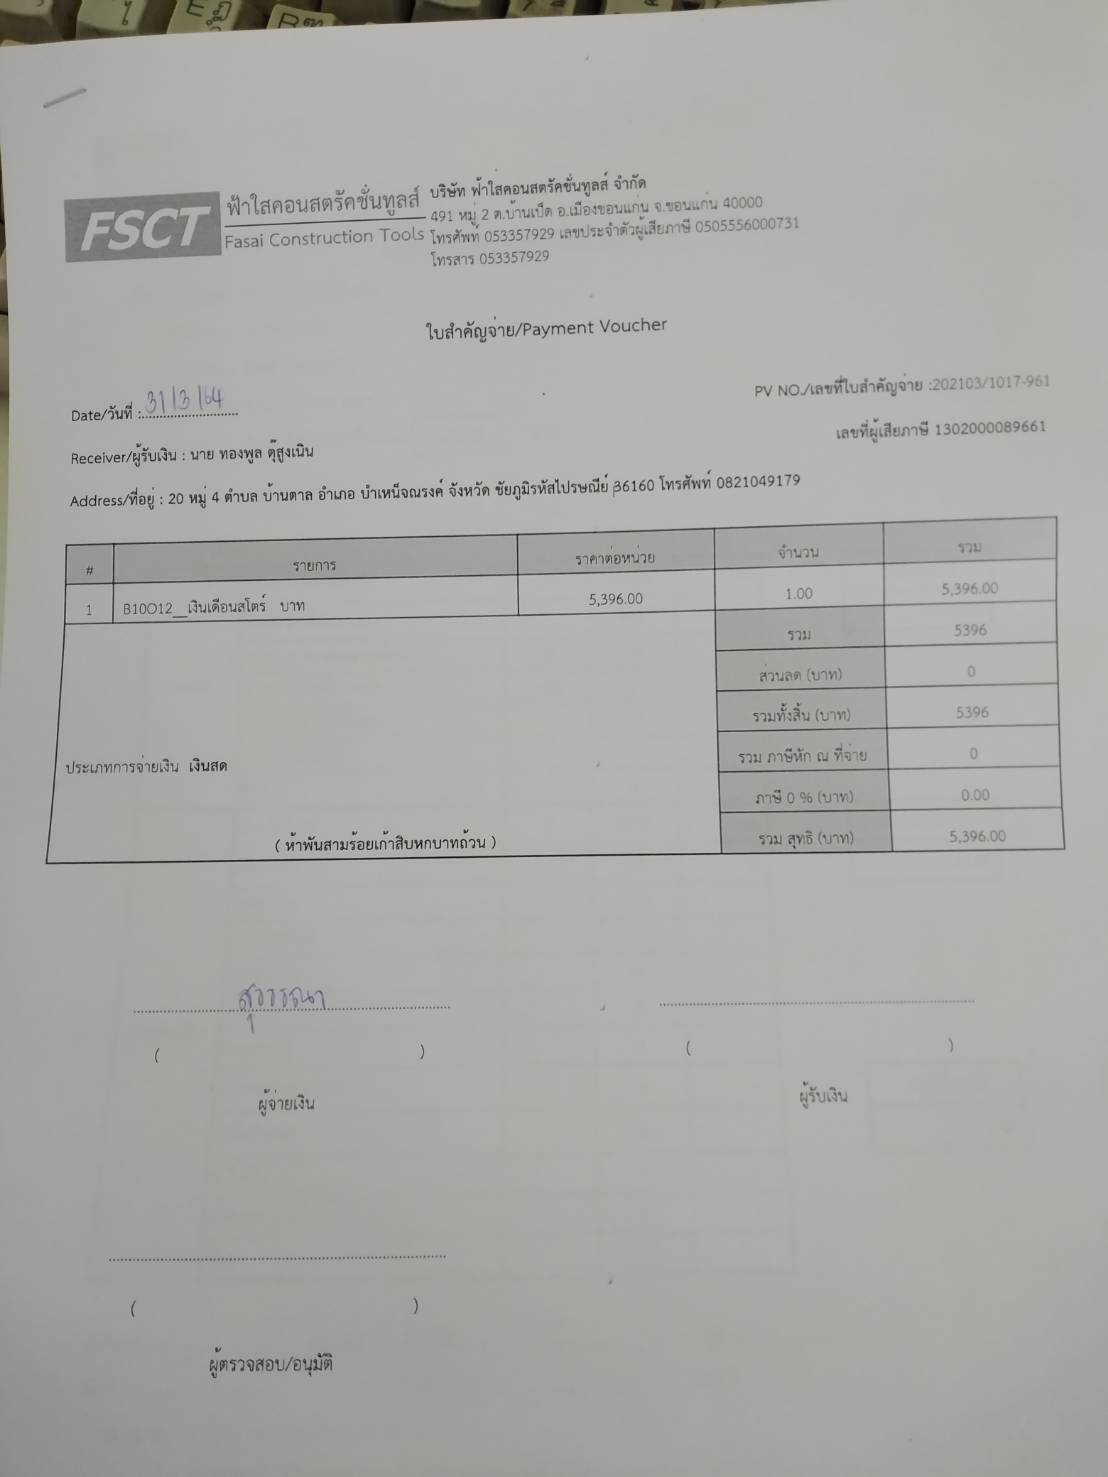 FSCT
ฟ้าใสคอนสตรัคชั่นทูลส์
Fasai Construction Tools
บริษัท ฟ้าใสคอนสตรัคชั่นทูลส์ จำกัด
491 หมู่ 2 ต.บ้านเป็ด อ.เมืองขอนแก่น จ.ขอนแก่น 40000
โทรศัพท์ 053357929 เลขประจำตัวผู้เสียภาษี 0505556000731
โทรสาร 053357929
ใบสำคัญจ่าย/Payment Voucher
PV NO./เลขที่ใบสำคัญจ่าย :202103/1017-961
Date/วันที่ : 31/3/64
เลขที่ผู้เสียภาษี 1302000089661
Receiver/ผู้รับเงิน : นาย ทองพูล ตุ๊สูงเนิน
Address/ที่อยู่ : 20 หมู่ 4 ตำบล บ้านตาล อำเภอ บำเหน็จณรงค์ จังหวัด ชัยภูมิรหัสไปรษณีย์ 36160 โทรศัพท์ 0821049179
# รายการ ราคาต่อหน่วย จำนวน รวม
1 B10O12__เงินเดือนสโตร์ บาท 5,396.00 1.00 5,396.00
รวม 5396
ส่วนลด (บาท) 0
รวมทั้งสิ้น (บาท) 5396
ประเภทการจ่ายเงิน เงินสด
รวม ภาษีหัก ณ ที่จ่าย 0
ภาษี 0 % (บาท) 0.00
( ห้าพันสามร้อยเก้าสิบหกบาทถ้วน )
รวม สุทธิ (บาท) 5,396.00
สุวรรณา
( ) ( )
ผู้จ่ายเงิน ผู้รับเงิน
( )
ผู้ตรวจสอบ/อนุมัติ